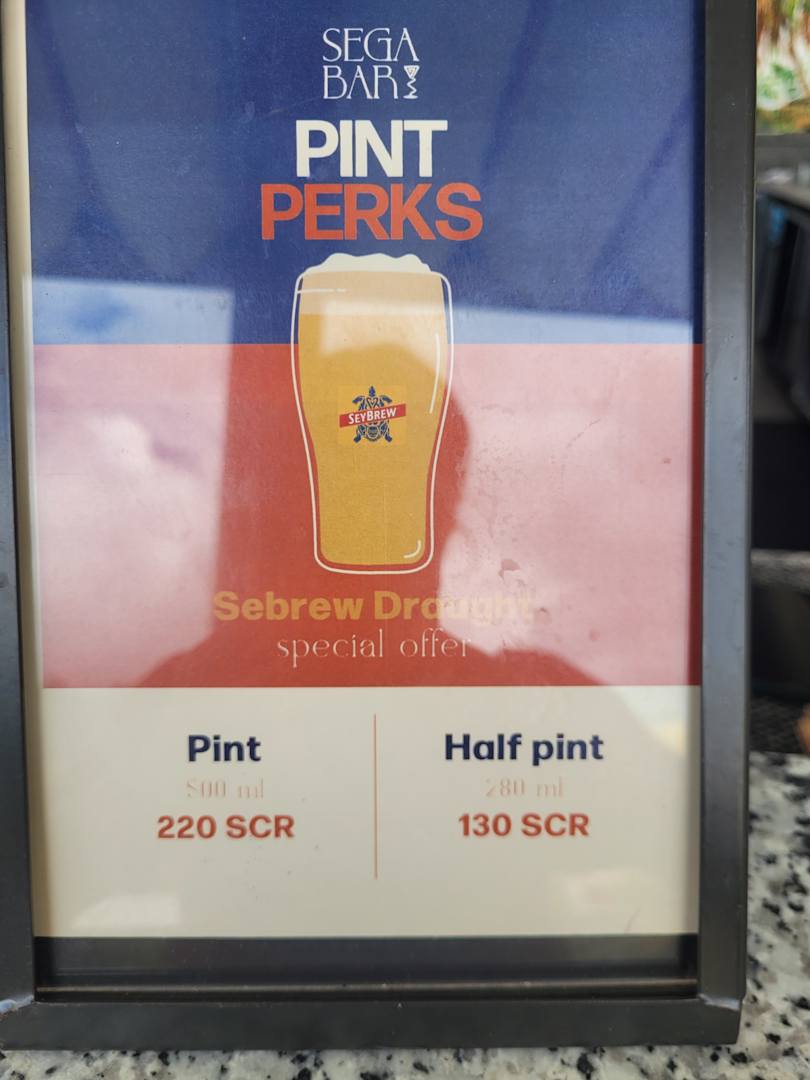 SEGA
BAR
PINT
PERKS
SEYBREW
Sebrew Draught
special offer
Pint
500 ml
220 SCR
Half pint
280 ml
130 SCR